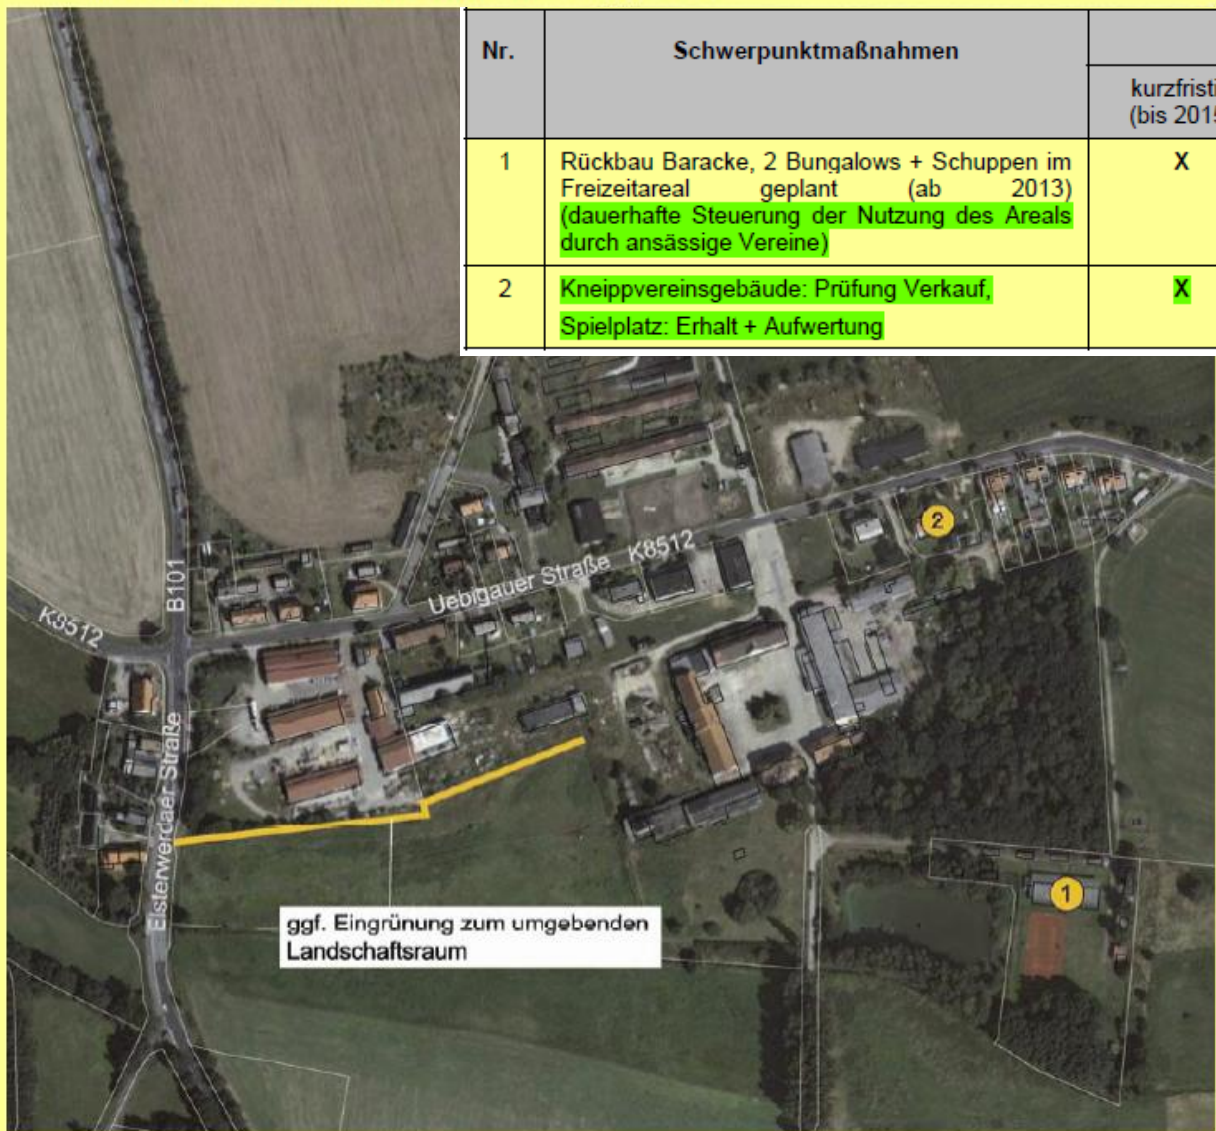 Nr.
Schwerpunktmaßnahmen
kurzfristi
(bis 2015
1
Rückbau Baracke, 2 Bungalows + Schuppen im
Freizeitareal geplant (ab 2013)
(dauerhafte Steuerung der Nutzung des Areals
durch ansässige Vereine)
X
2
Kneippvereinsgebäude: Prüfung Verkauf,
Spielplatz: Erhalt + Aufwertung
X
K8512
B101
Uebigauer Straße K8512
2
Elsterwerdaer Straße
1
ggf. Eingrünung zum umgebenden
Landschaftsraum